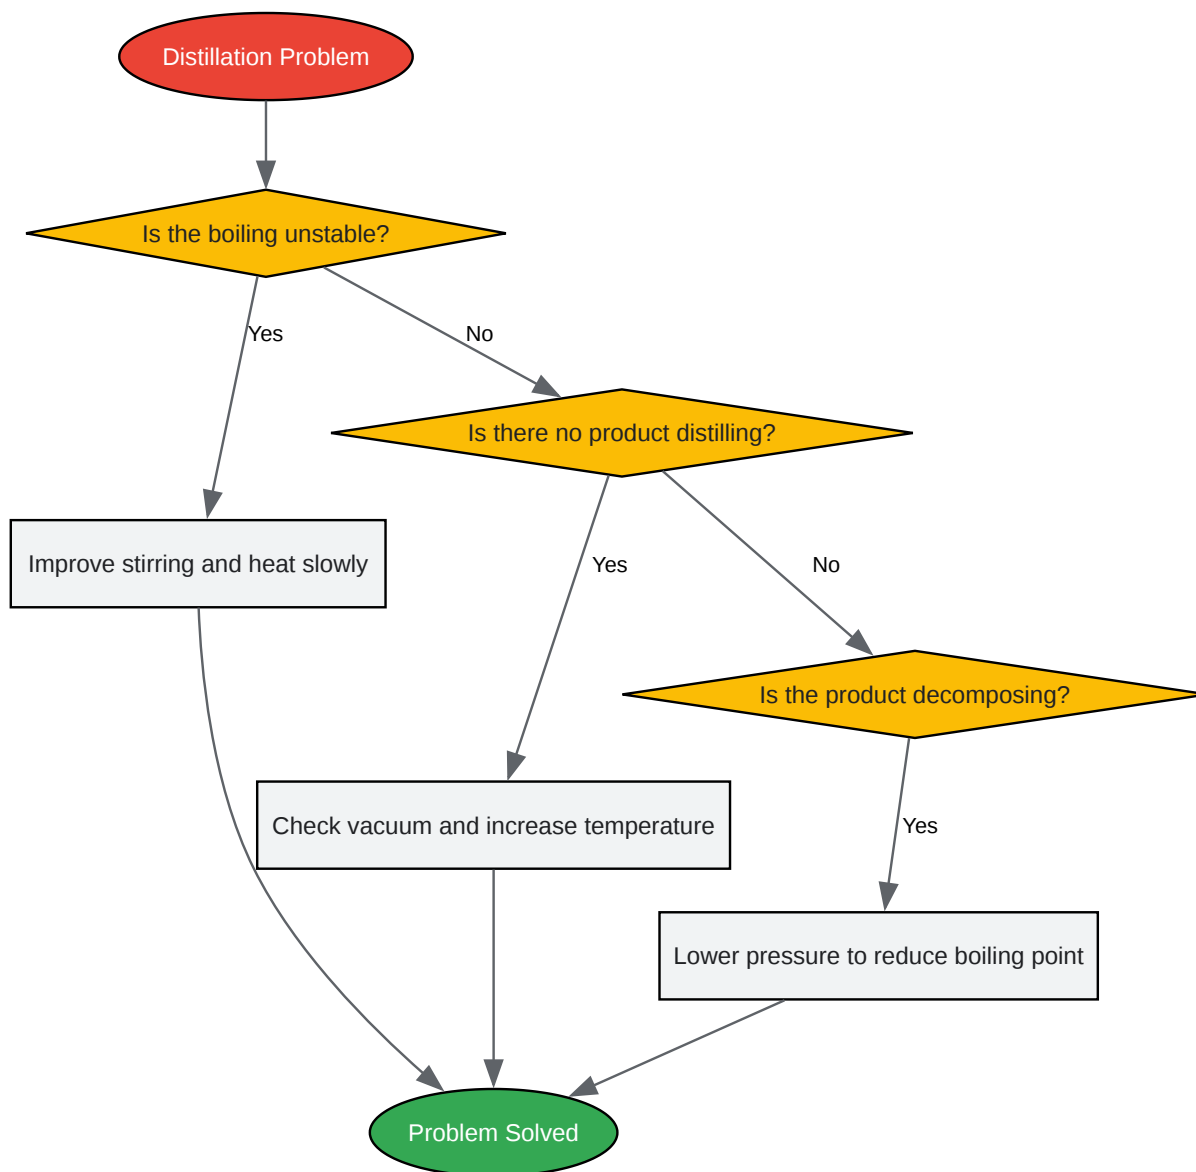 Distillation Problem
Is the boiling unstable?
Yes
No
Is there no product distilling?
Improve stirring and heat slowly
Yes
No
Is the product decomposing?
Check vacuum and increase temperature
Yes
Lower pressure to reduce boiling point
Problem Solved